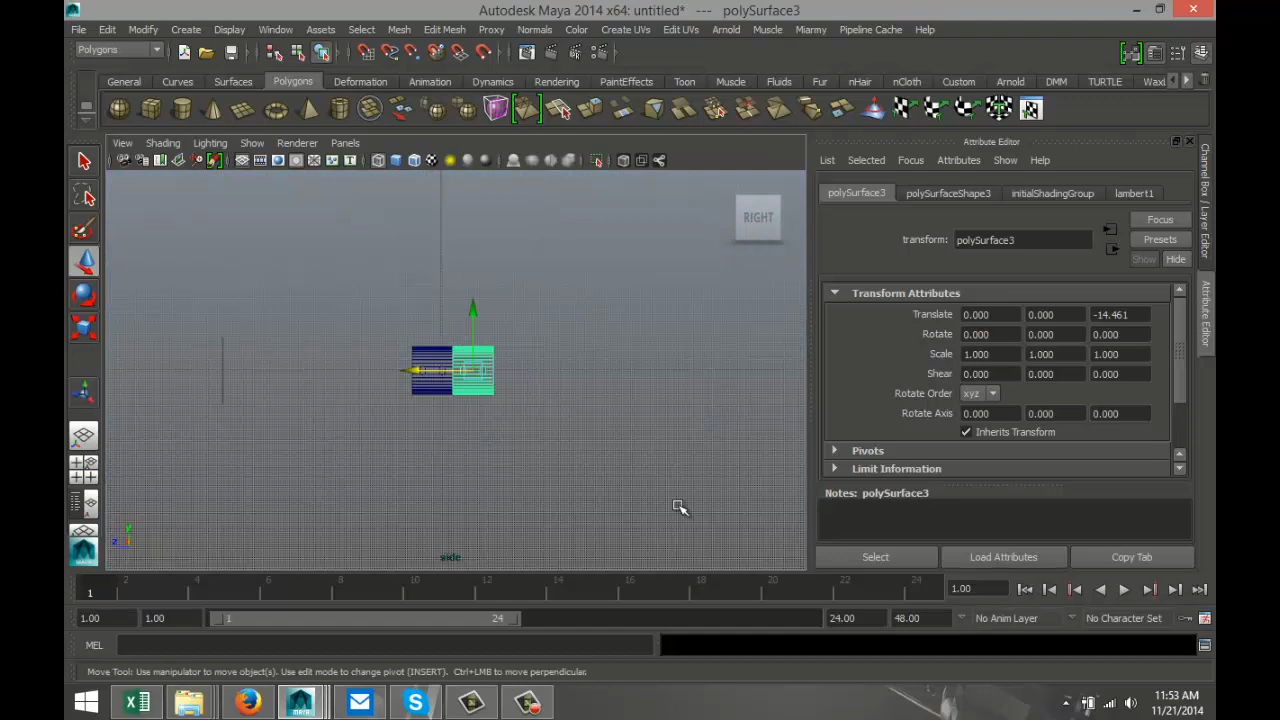 Autodesk Maya 2014 x64: untitled*   ---   polySurface3
File Edit Modify Create Display Window Assets Select Mesh Edit Mesh Proxy Normals Color Create UVs Edit UVs Arnold Muscle Miarmy Pipeline Cache Help
Polygons
General Curves Surfaces Polygons Deformation Animation Dynamics Rendering PaintEffects Toon Muscle Fluids Fur nHair nCloth Custom Arnold DMM TURTLE Waxl
View Shading Lighting Show Renderer Panels
RIGHT
side
y
z
Attribute Editor
List Selected Focus Attributes Show Help
polySurface3 polySurfaceShape3 initialShadingGroup lambert1
Focus
transform: polySurface3 Presets
Show Hide
Transform Attributes
Translate 0.000 0.000 -14.461
Rotate 0.000 0.000 0.000
Scale 1.000 1.000 1.000
Shear 0.000 0.000 0.000
Rotate Order xyz
Rotate Axis 0.000 0.000 0.000
Inherits Transform
Pivots
Limit Information
Notes: polySurface3
Select Load Attributes Copy Tab
Channel Box / Layer Editor
Attribute Editor
2 4 6 8 10 12 14 16 18 20 22 24
1 1.00
1.00 1.00 1 24 24.00 48.00 No Anim Layer No Character Set
MEL
Move Tool: Use manipulator to move object(s). Use edit mode to change pivot [INSERT]. Ctrl+LMB to move perpendicular.
MAYA
11:53 AM
11/21/2014